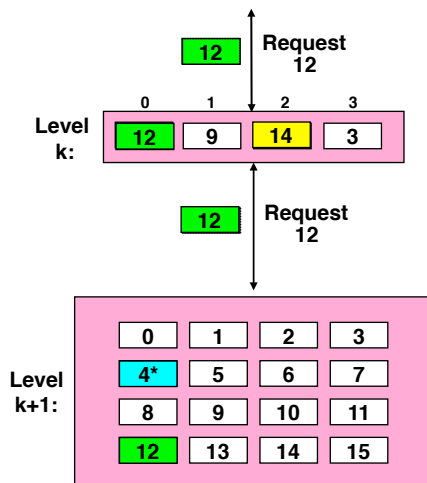 12 Request
12
0 1 2 3
Level
k:
12 9 14 3
12 Request
12
0 1 2 3
Level
k+1:
4* 5 6 7
8 9 10 11
12 13 14 15